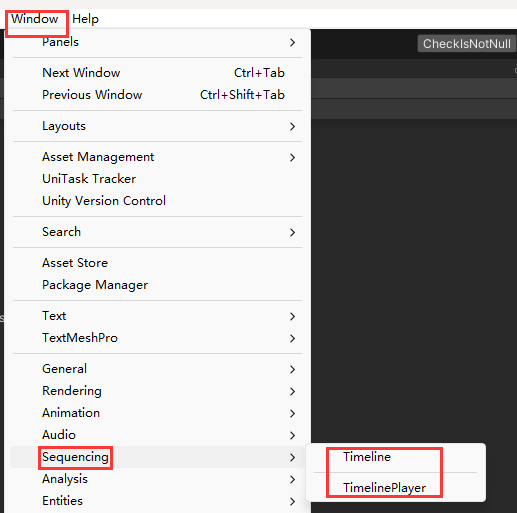 Window Help
CheckIsNotNull
Panels
Next Window Ctrl+Tab
Previous Window Ctrl+Shift+Tab
Layouts
Asset Management
UniTask Tracker
Unity Version Control
Search
Asset Store
Package Manager
Text
TextMeshPro
General
Rendering
Animation
Audio
Sequencing
Timeline
Analysis
TimelinePlayer
Entities